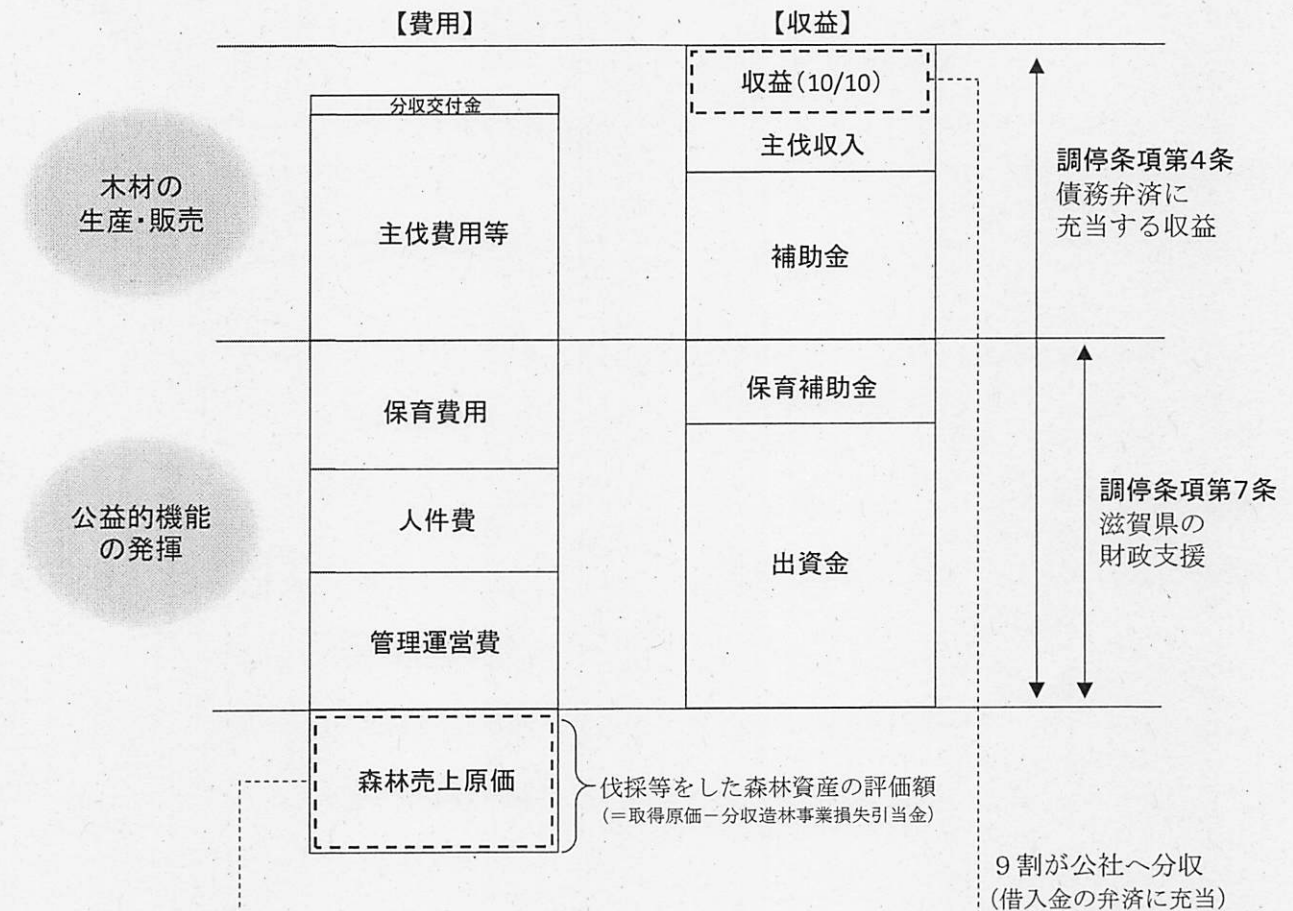 【費用】
【収益】
収益(10/10)
分収交付金
主伐収入
木材の
生産・販売
主伐費用等
補助金
調停条項第4条
債務弁済に
充当する収益
保育費用
保育補助金
公益的機能
の発揮
人件費
出資金
管理運営費
調停条項第7条
滋賀県の
財政支援
森林売上原価
伐採等をした森林資産の評価額
(=取得原価-分収造林事業損失引当金)
9割が公社へ分収
(借入金の弁済に充当)